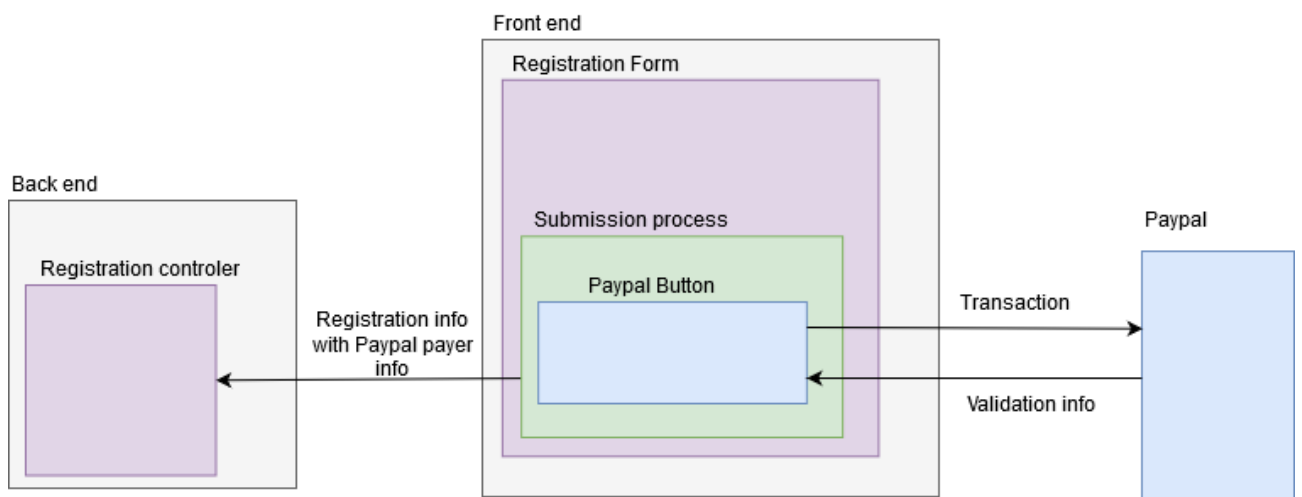 Front end
Registration Form
Back end
Submission process
Paypal
Registration controler
Paypal Button
Transaction
Registration info
with Paypal payer
info
Validation info